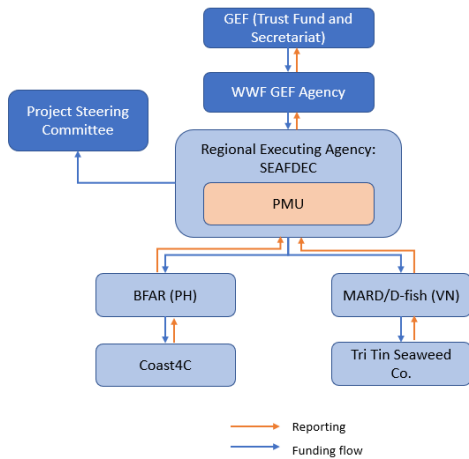 GEF (Trust Fund and
Secretariat)
WWF GEF Agency
Project Steering
Committee
Regional Executing Agency:
SEAFDEC
PMU
BFAR (PH)
MARD/D-fish (VN)
Coast4C
Tri Tin Seaweed
Co.
Reporting
Funding flow